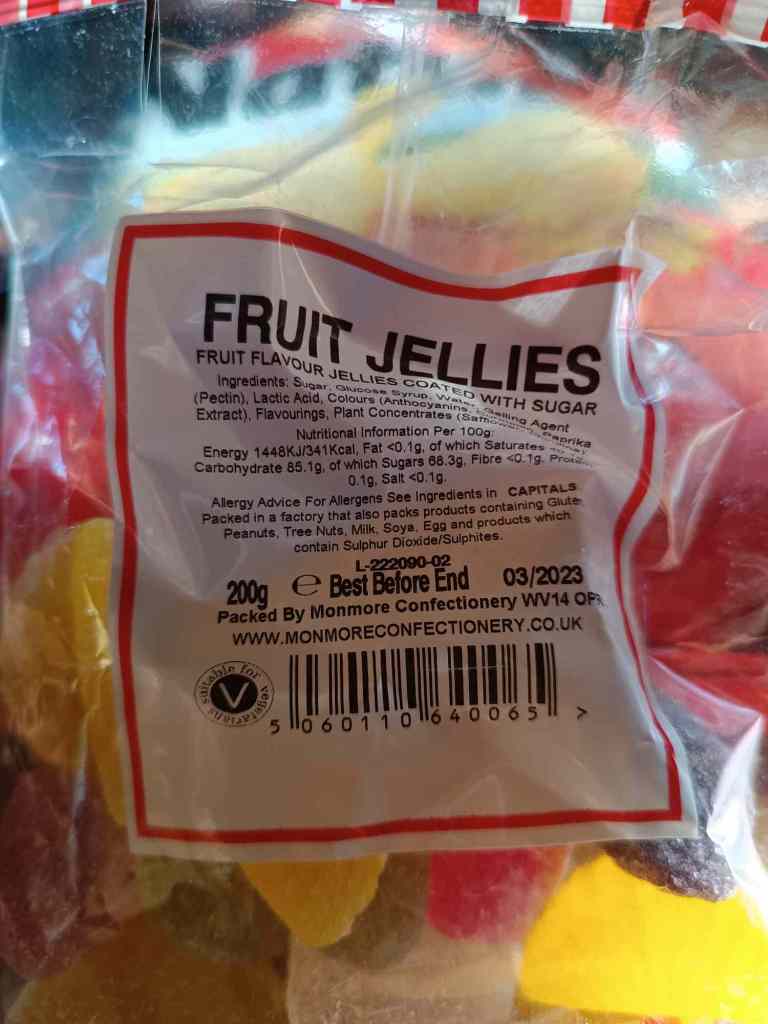 FRUIT JELLIES
FRUIT FLAVOUR JELLIES COATED WITH SUGAR
Ingredients: Sugar, Glucose Syrup, Water, Gelling Agent
(Pectin), Lactic Acid, Colours (Anthocyanins, Paprika
Extract), Flavourings, Plant Concentrates
Nutritional Information Per 100g:
Energy 1448KJ/341Kcal, Fat <0.1g, of which Saturates
Carbohydrate 85.1g, of which Sugars 68.3g, Fibre <0.1g.
0.1g, Salt <0.1g.
Allergy Advice For Allergens See Ingredients in CAPITALS
Packed in a factory that also packs products containing
Peanuts, Tree Nuts, Milk, Soya, Egg and products which
contain Sulphur Dioxide/Sulphites.
L-222090-02
200g e Best Before End 03/2023
Packed By Monmore Confectionery WV14
WWW.MONMORECONFECTIONERY.CO.UK
suitable for V vegetarians
5 060110 640065 >